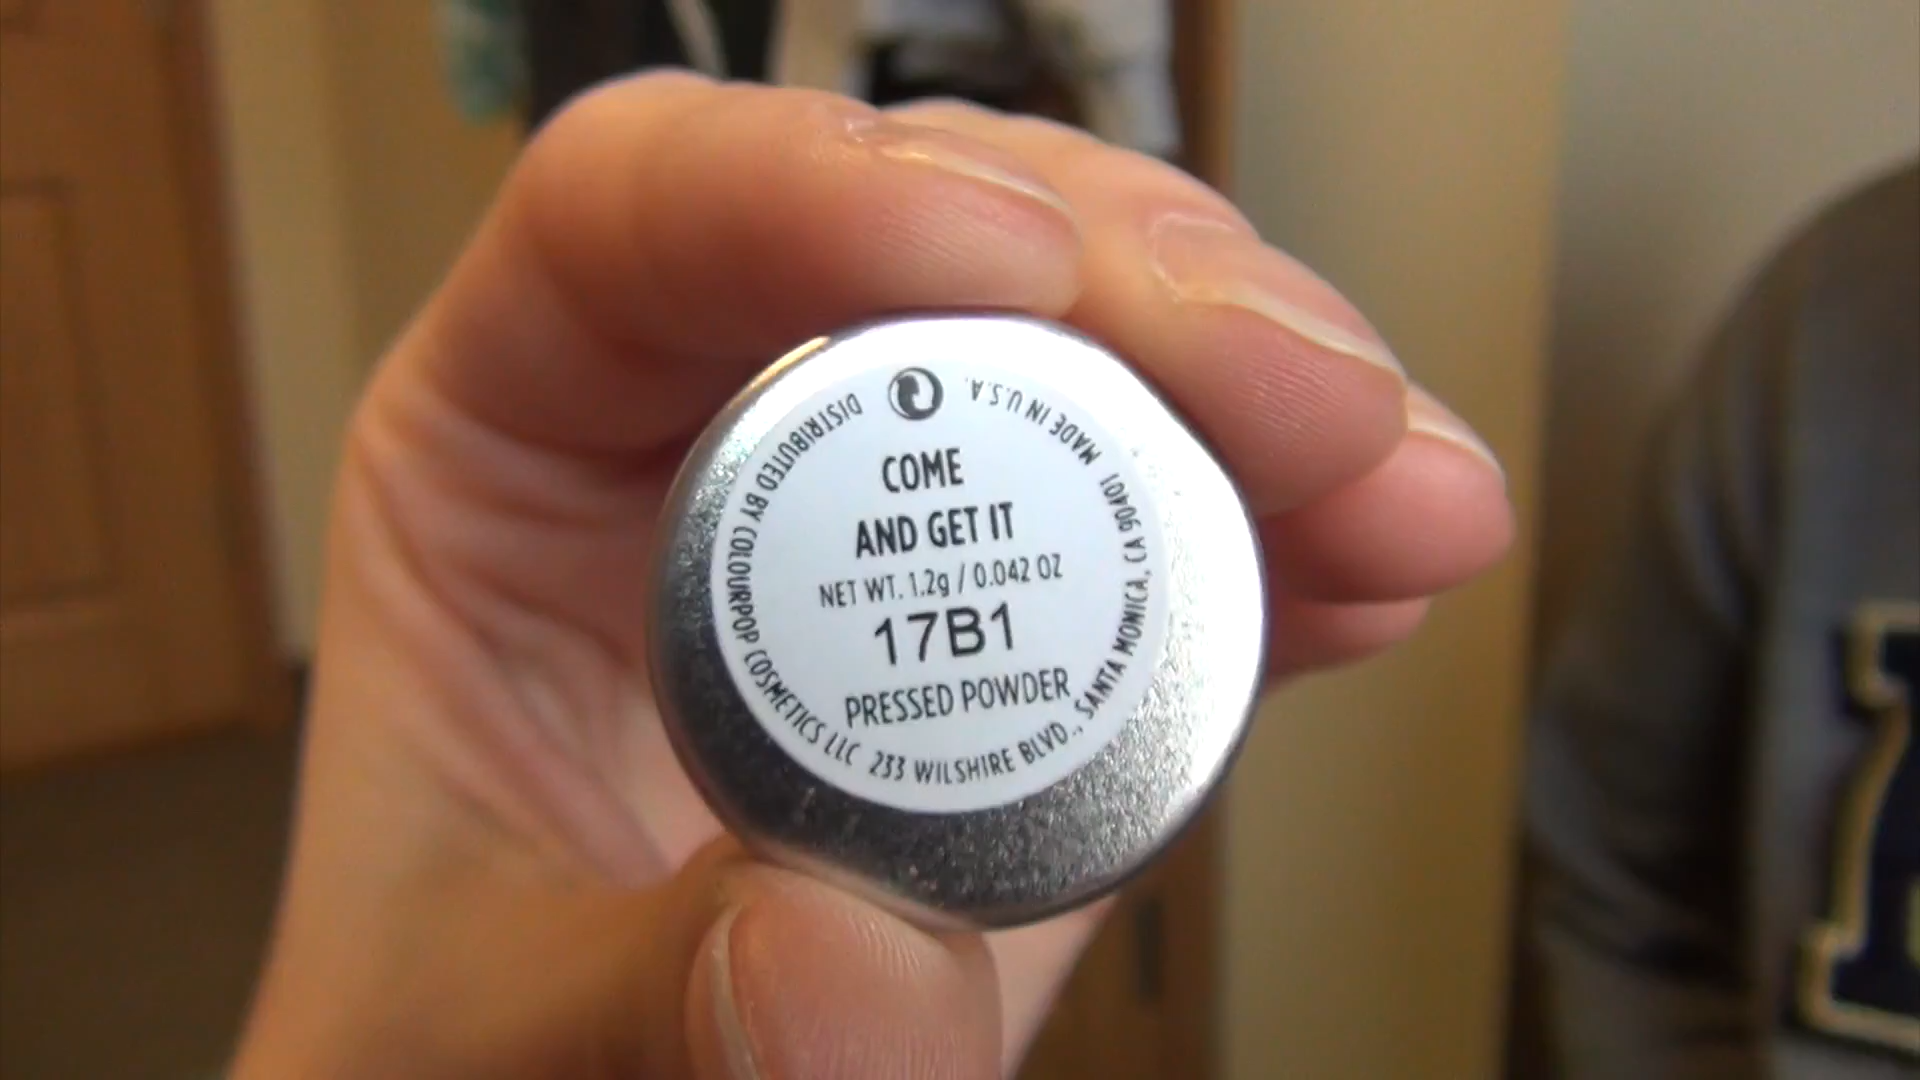 COME
AND GET IT
NET WT. 1.2g / 0.042 OZ
17B1
PRESSED POWDER
DISTRIBUTED BY COLOURPOP COSMETICS LLC 233 WILSHIRE BLVD., SANTA MONICA, CA 90401 MADE IN U.S.A.